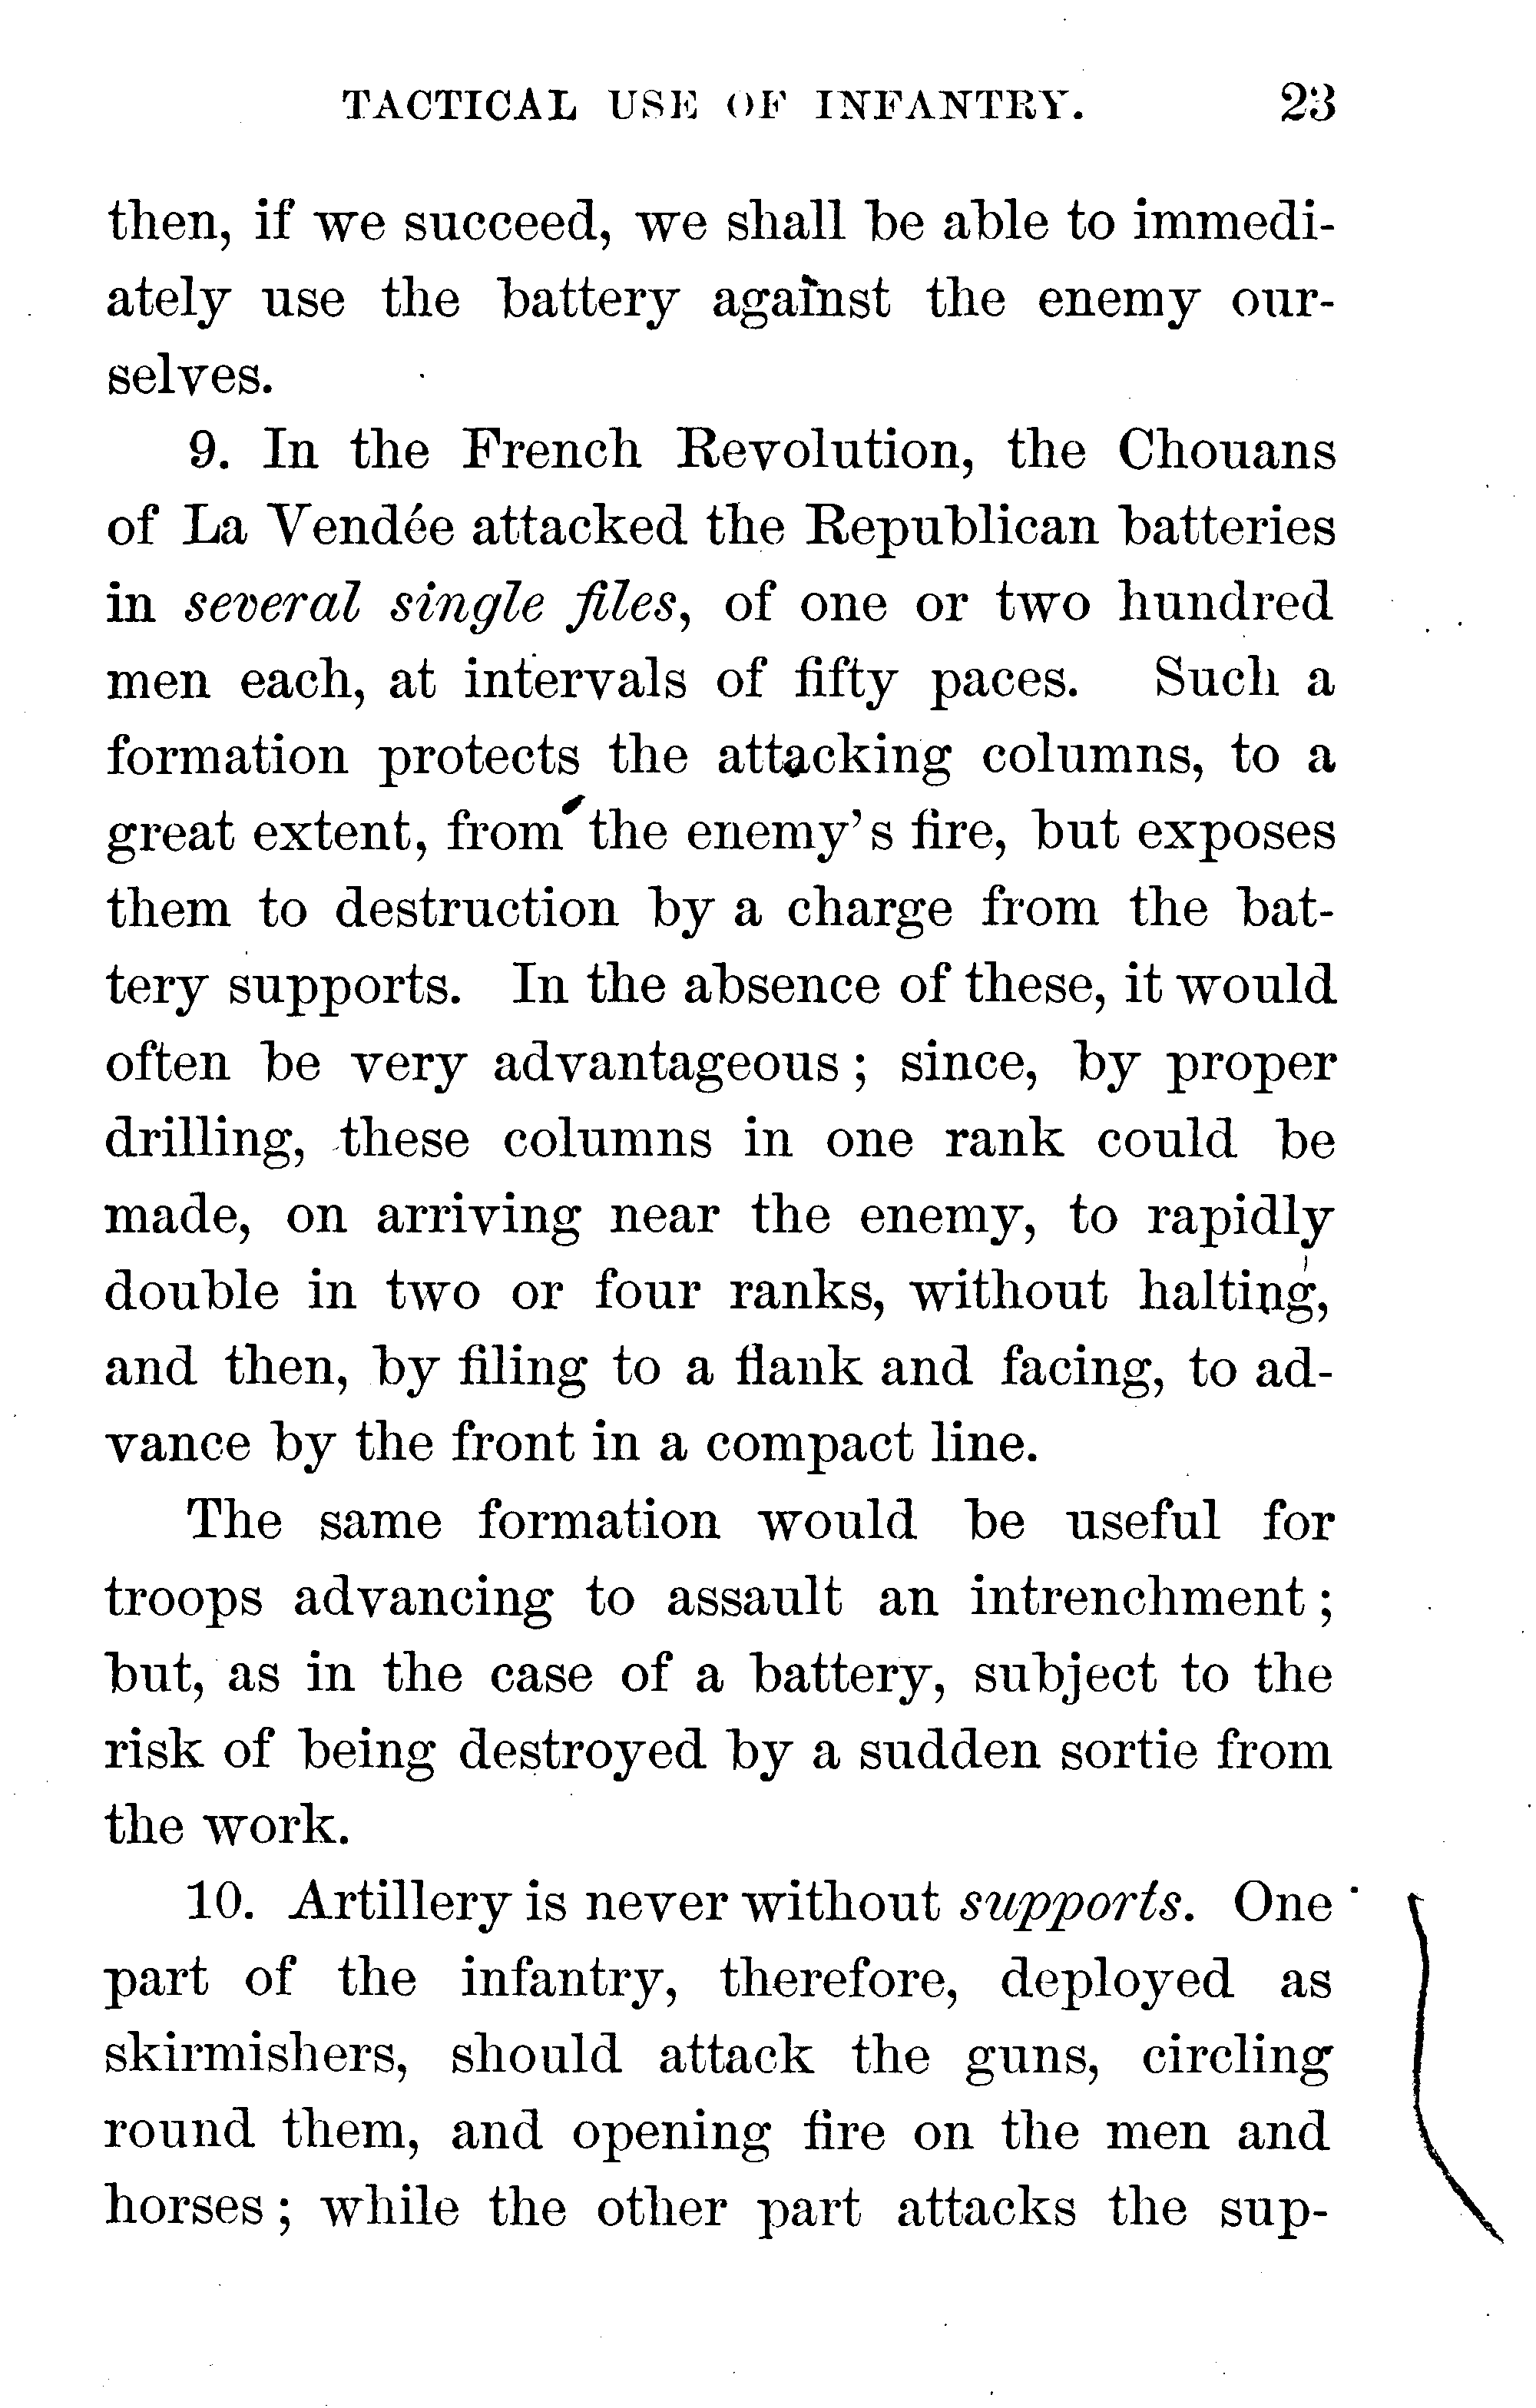 TACTICAL USE OF INFANTRY. 23
then, if we succeed, we shall be able to immedi-
ately use the battery against the enemy our-
selves.
9. In the French Revolution, the Chouans
of La Vendée attacked the Republican batteries
in several single files, of one or two hundred
men each, at intervals of fifty paces. Such a
formation protects the attacking columns, to a
great extent, from the enemy's fire, but exposes
them to destruction by a charge from the bat-
tery supports. In the absence of these, it would
often be very advantageous; since, by proper
drilling, these columns in one rank could be
made, on arriving near the enemy, to rapidly
double in two or four ranks, without halting,
and then, by filing to a flank and facing, to ad-
vance by the front in a compact line.
The same formation would be useful for
troops advancing to assault an intrenchment;
but, as in the case of a battery, subject to the
risk of being destroyed by a sudden sortie from
the work.
10. Artillery is never without supports. One
part of the infantry, therefore, deployed as
skirmishers, should attack the guns, circling
round them, and opening fire on the men and
horses; while the other part attacks the sup-